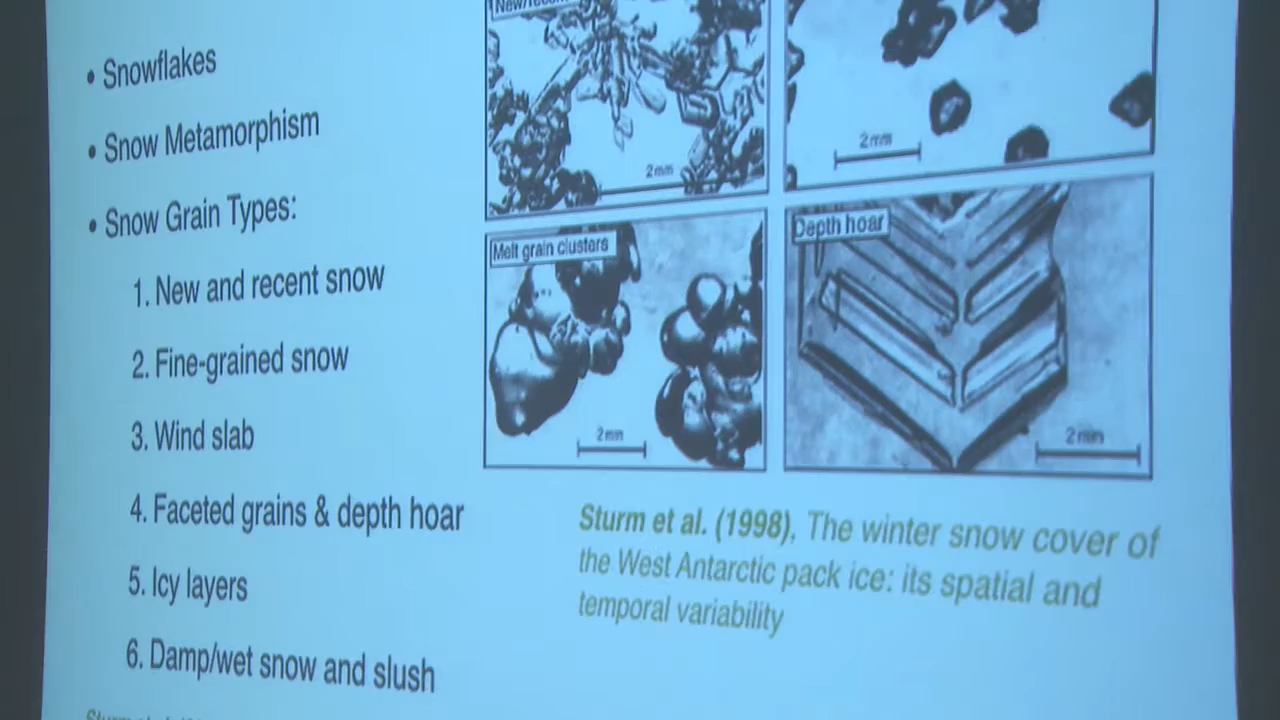 • Snowflakes
• Snow Metamorphism
• Snow Grain Types:
1. New and recent snow
2. Fine-grained snow
3. Wind slab
4. Faceted grains & depth hoar
5. Icy layers
6. Damp/wet snow and slush
2mm
2mm
Melt grain clusters
2mm
Depth hoar
2mm
Sturm et al. (1998), The winter snow cover of
the West Antarctic pack ice: its spatial and
temporal variability